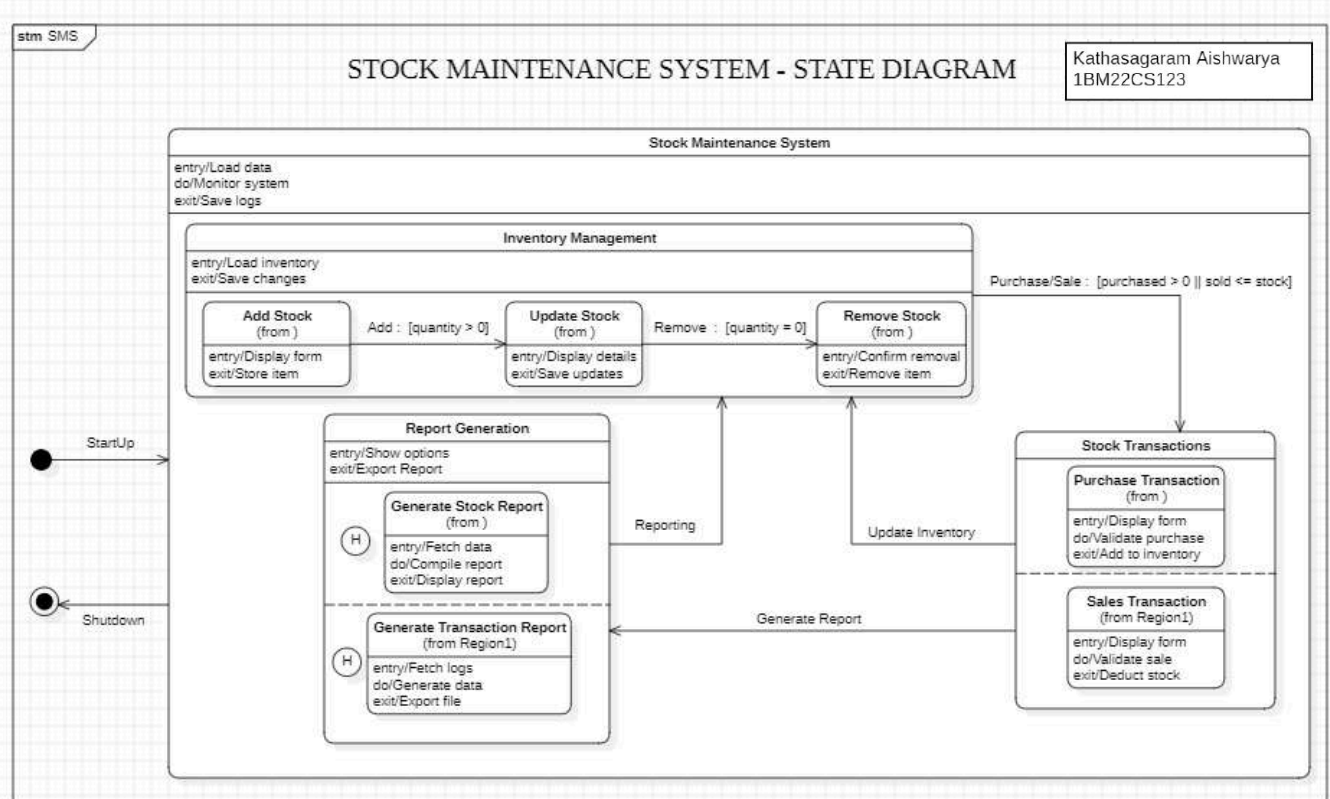 stm SMS
STOCK MAINTENANCE SYSTEM - STATE DIAGRAM
Kathasagaram Aishwarya
1BM22CS123
Stock Maintenance System
entry/Load data
do/Monitor system
exit/Save logs
Inventory Management
entry/Load inventory
exit/Save changes
Add Stock
(from )
entry/Display form
exit/Store item
Add : [quantity > 0]
Update Stock
(from )
entry/Display details
exit/Save updates
Remove : [quantity = 0]
Remove Stock
(from )
entry/Confirm removal
exit/Remove item
Purchase/Sale : [purchased > 0 || sold <= stock]
StartUp
Shutdown
Report Generation
entry/Show options
exit/Export Report
H
Generate Stock Report
(from )
entry/Fetch data
do/Compile report
exit/Display report
H
Generate Transaction Report
(from Region1)
entry/Fetch logs
do/Generate data
exit/Export file
Reporting
Update Inventory
Generate Report
Stock Transactions
Purchase Transaction
(from )
entry/Display form
do/Validate purchase
exit/Add to inventory
Sales Transaction
(from Region1)
entry/Display form
do/Validate sale
exit/Deduct stock